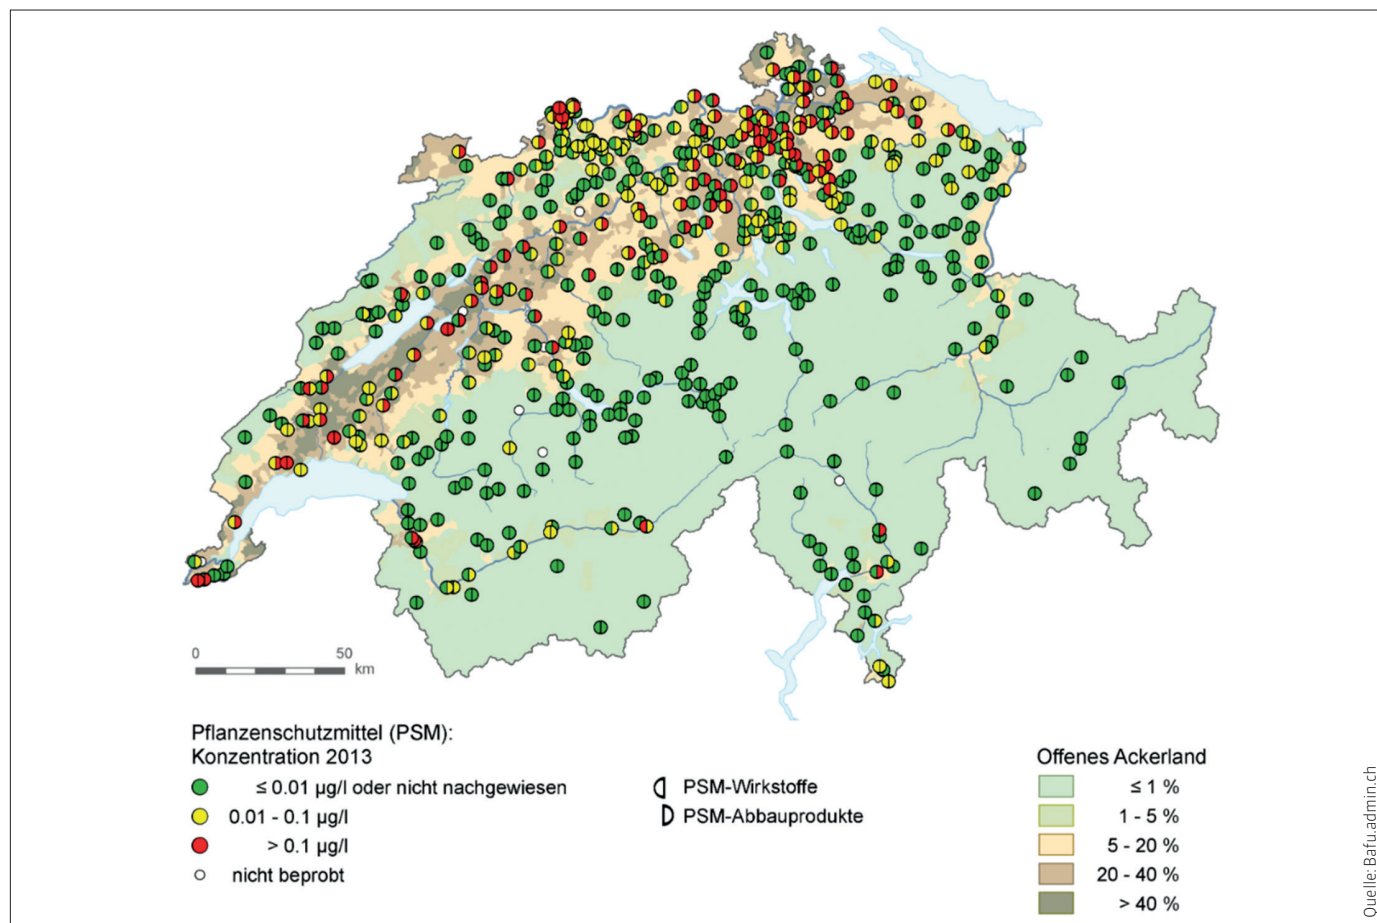 0 50
km
Pflanzenschutzmittel (PSM):
Konzentration 2013
≤ 0.01 µg/l oder nicht nachgewiesen
0.01 - 0.1 µg/l
> 0.1 µg/l
nicht beprobt
PSM-Wirkstoffe
PSM-Abbauprodukte
Offenes Ackerland
≤ 1 %
1 - 5 %
5 - 20 %
20 - 40 %
> 40 %
Quelle: Bafu.admin.ch